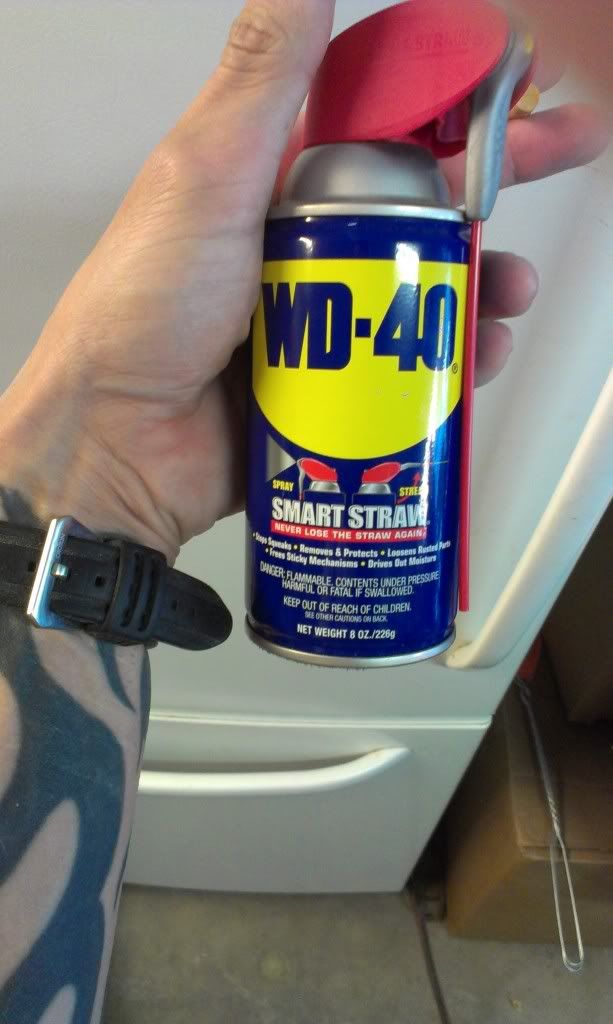 WD-40®
SPRAY
STRE
SMART STRAW
NEVER LOSE THE STRAW AGAIN
• Stops Squeaks • Removes & Protects • Loosens Rusted Parts
• Frees Sticky Mechanisms • Drives Out Moisture
DANGER: FLAMMABLE. CONTENTS UNDER PRESSURE.
HARMFUL OR FATAL IF SWALLOWED.
KEEP OUT OF REACH OF CHILDREN.
SEE OTHER CAUTIONS ON BACK.
NET WEIGHT 8 OZ./226g